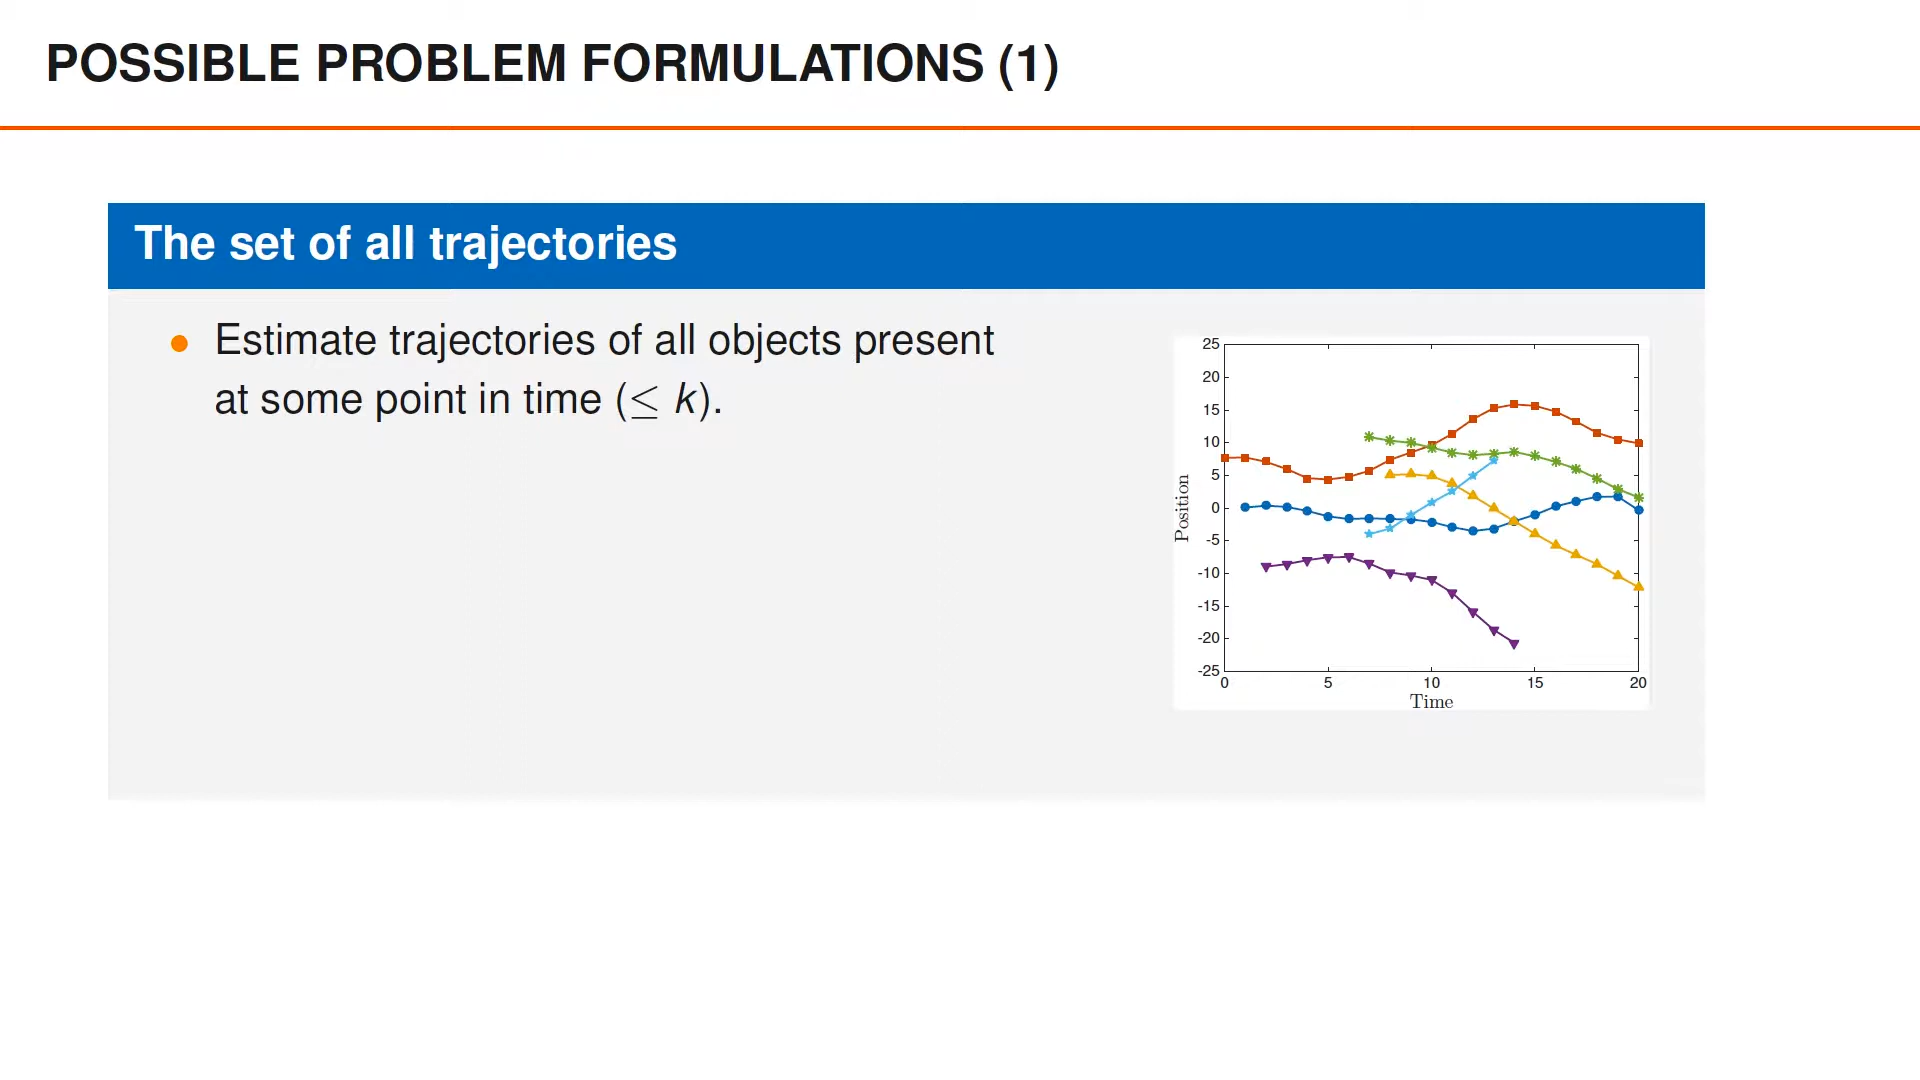 POSSIBLE PROBLEM FORMULATIONS (1)
The set of all trajectories
Estimate trajectories of all objects present
at some point in time (≤ k).
25
20
15
10
5
0
-5
-10
-15
-20
-25
Position
0 5 10 15 20
Time